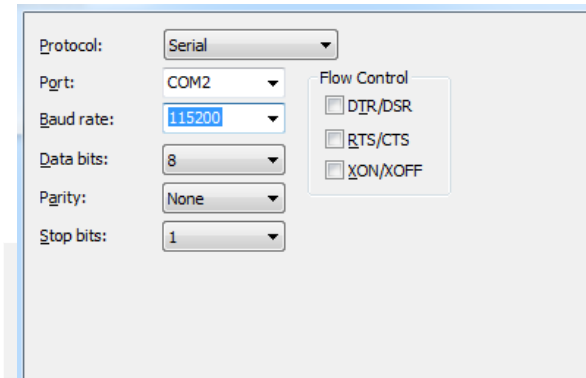 Protocol: Serial
Port: COM2
Baud rate: 115200
Data bits: 8
Parity: None
Stop bits: 1
Flow Control
DTR/DSR
RTS/CTS
XON/XOFF